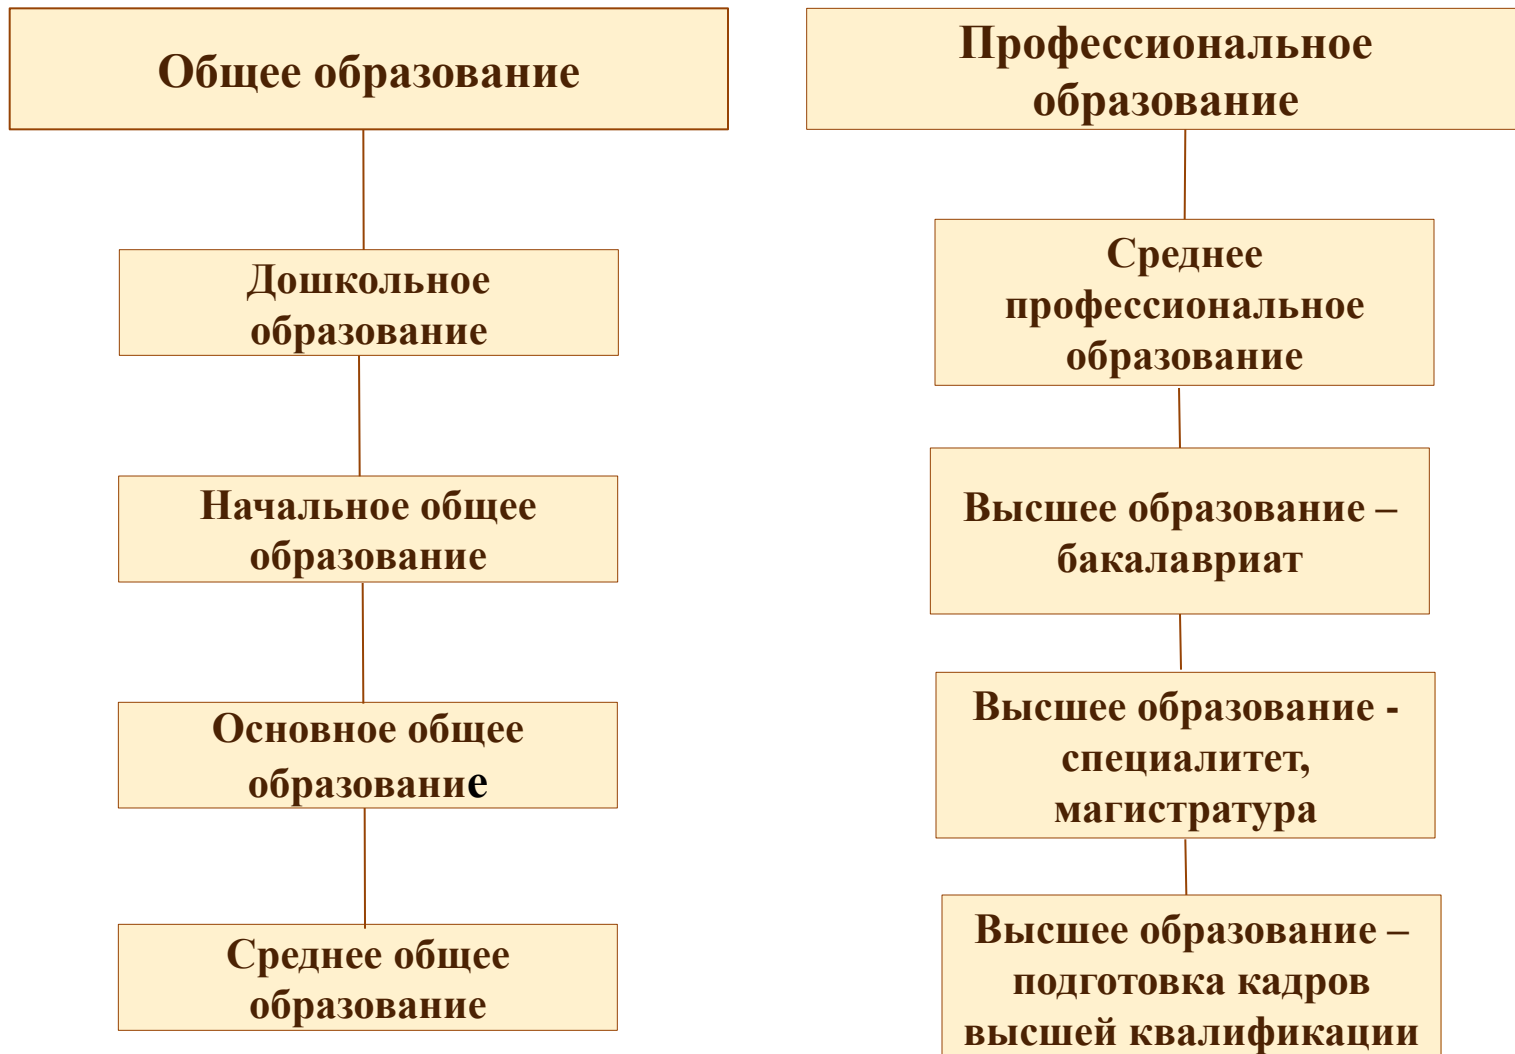 Общее образование
Дошкольное
образование
Начальное общее
образование
Основное общее
образование
Среднее общее
образование
Профессиональное
образование
Среднее
профессиональное
образование
Высшее образование –
бакалавриат
Высшее образование -
специалитет,
магистратура
Высшее образование –
подготовка кадров
высшей квалификации